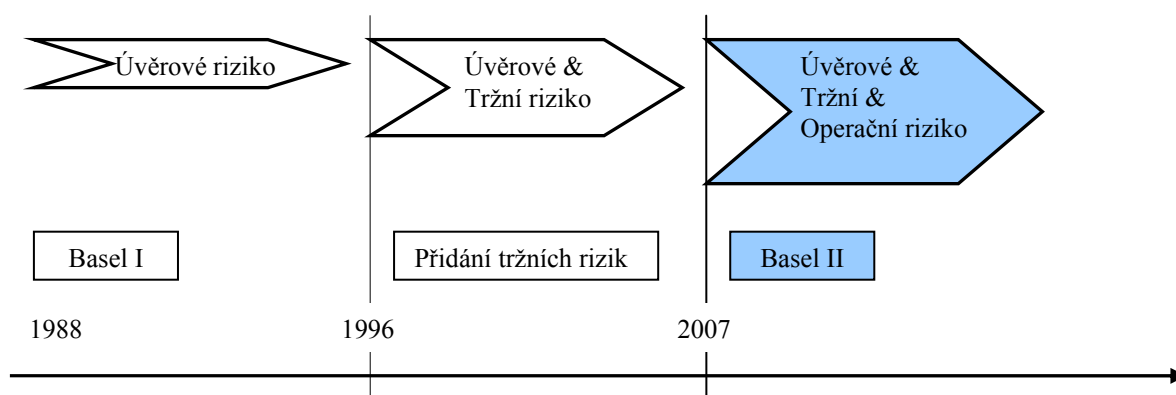 Úvěrové riziko
Úvěrové &
Tržní riziko
Úvěrové &
Tržní &
Operační riziko
Basel I
Přidání tržních rizik
Basel II
1988
1996
2007